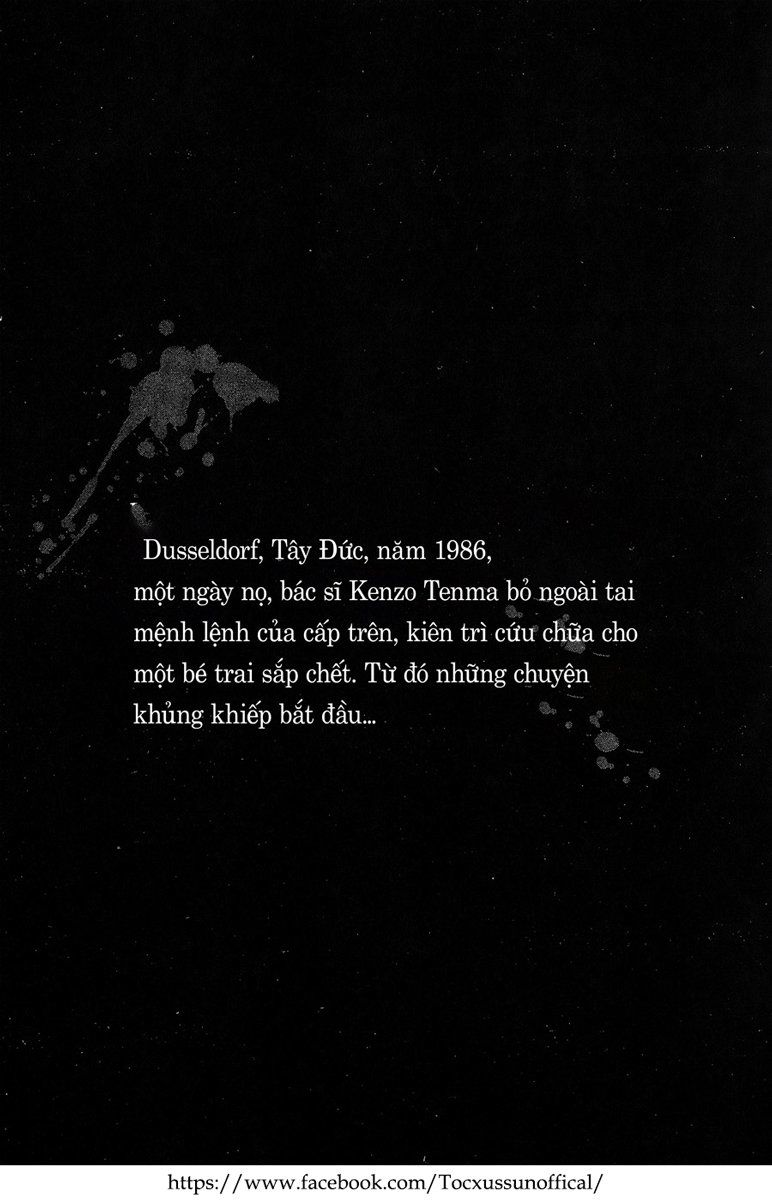 Dusseldorf, Tây Đức, năm 1986,
một ngày nọ, bác sĩ Kenzo Tenma bỏ ngoài tai
mệnh lệnh của cấp trên, kiên trì cứu chữa cho
một bé trai sắp chết. Từ đó những chuyện
khủng khiếp bắt đầu...
https://www.facebook.com/Tocxussunoffical/